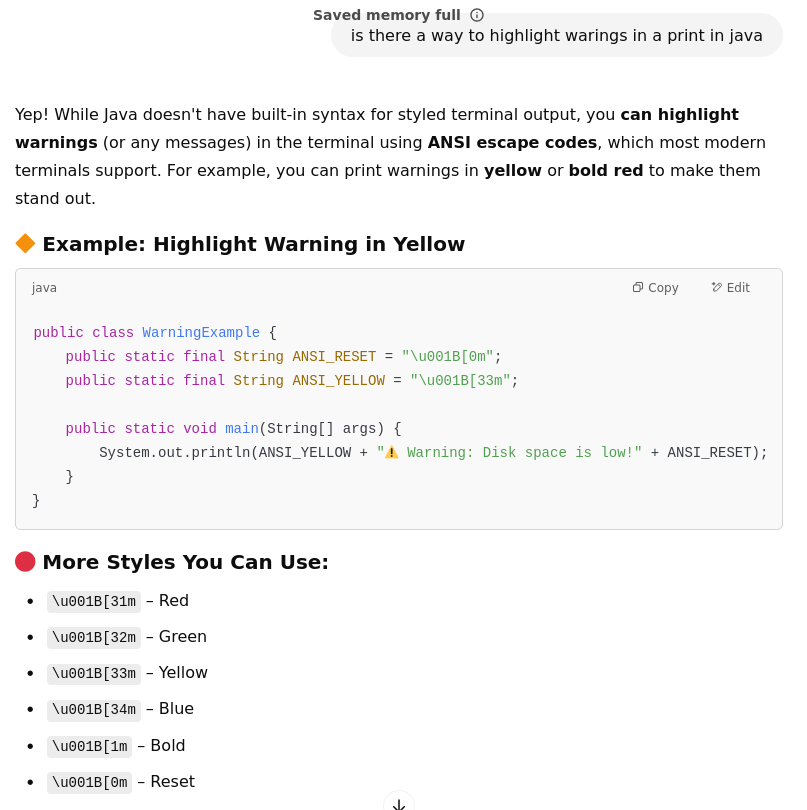 Saved memory full
is there a way to highlight warings in a print in java
Yep! While Java doesn't have built-in syntax for styled terminal output, you can highlight
warnings (or any messages) in the terminal using ANSI escape codes, which most modern
terminals support. For example, you can print warnings in yellow or bold red to make them
stand out.
🔶 Example: Highlight Warning in Yellow
java Copy Edit
public class WarningExample {
    public static final String ANSI_RESET = "\u001B[0m";
    public static final String ANSI_YELLOW = "\u001B[33m";
    public static void main(String[] args) {
        System.out.println(ANSI_YELLOW + "⚠️ Warning: Disk space is low!" + ANSI_RESET);
    }
}
🔴 More Styles You Can Use:
• \u001B[31m – Red
• \u001B[32m – Green
• \u001B[33m – Yellow
• \u001B[34m – Blue
• \u001B[1m – Bold
• \u001B[0m – Reset